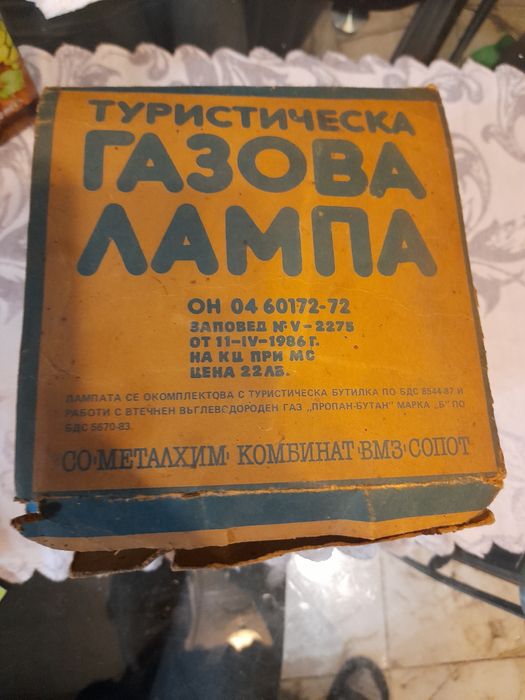 ТУРИСТИЧЕСКА
ГАЗОВА
ЛАМПА
ОН 04 60172-72
ЗАПОВЕД № V-2275
ОТ 11-IV-1986 Г.
НА КЦ ПРИ МС
ЦЕНА 22 ЛВ.
ЛАМПАТА СЕ ОКОМПЛЕКТОВА С ТУРИСТИЧЕСКА БУТИЛКА ПО БДС 8544-87 И
РАБОТИ С ВТЕЧНЕН ВЪГЛЕВОДОРОДЕН ГАЗ „ПРОПАН-БУТАН" МАРКА „Б" ПО
БДС 5670-83.
СО·МЕТАЛХИМ· КОМБИНАТ·ВМЗ·СОПОТ